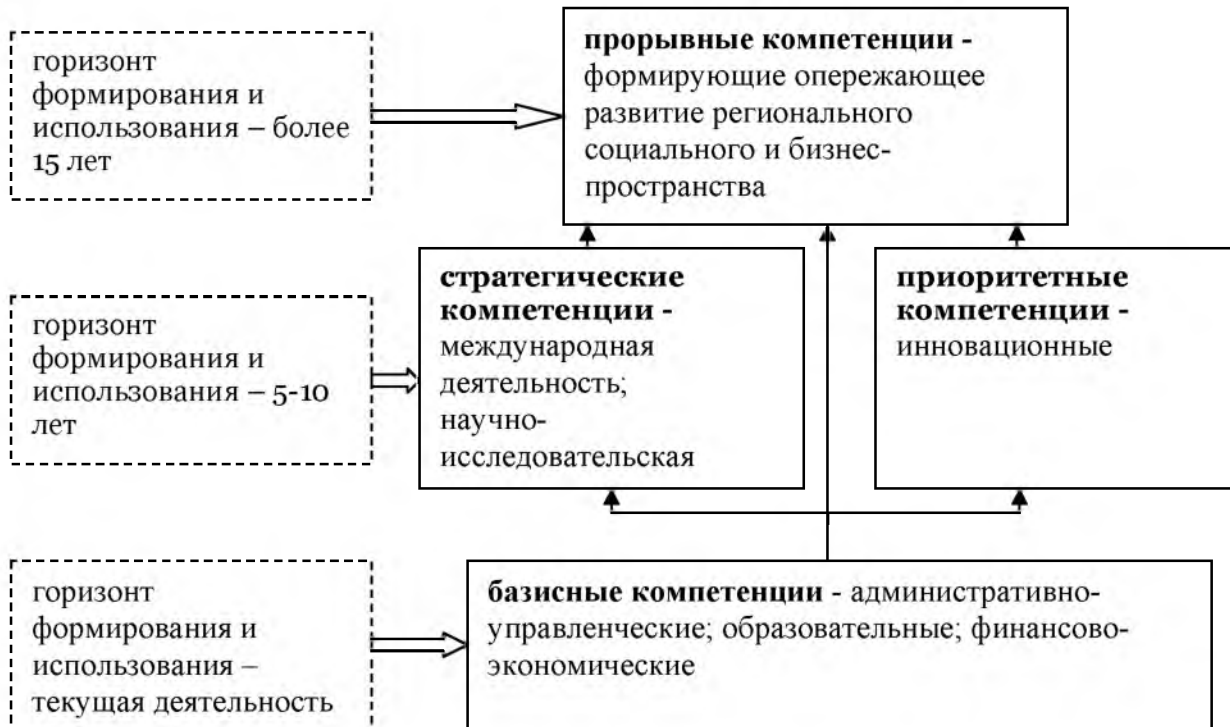 горизонт
формирования и
использования – более
15 лет
прорывные компетенции -
формирующие опережающее
развитие регионального
социального и бизнес-
пространства
горизонт
формирования и
использования – 5-10
лет
стратегические
компетенции -
международная
деятельность;
научно-
исследовательская
приоритетные
компетенции -
инновационные
горизонт
формирования и
использования –
текущая деятельность
базисные компетенции - административно-
управленческие; образовательные; финансово-
экономические